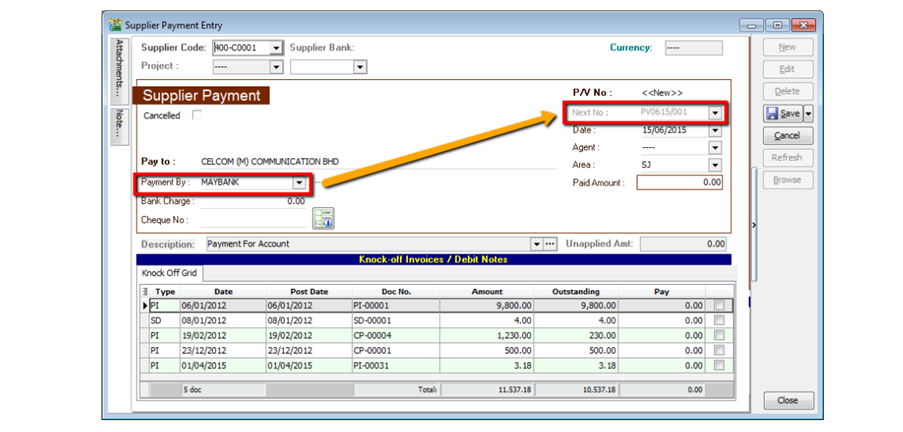 Supplier Payment Entry
Attachments...
Note...
Supplier Code: 400-C0001 Supplier Bank: Currency: ----
Project : ----
Supplier Payment
Cancelled
P/V No : <<New>>
Next No : PV0615/001
Date : 15/06/2015
Agent : ----
Pay to : CELCOM (M) COMMUNICATION BHD Area : SJ
Payment By : MAYBANK Paid Amount : 0.00
Bank Charge : 0.00
Cheque No :
Description: Payment For Account Unapplied Amt: 0.00
Knock-off Invoices / Debit Notes
Knock Off Grid
Type Date Post Date Doc No. Amount Outstanding Pay
PI 06/01/2012 06/01/2012 PI-00001 9,800.00 9,800.00 0.00
SD 08/01/2012 08/01/2012 SD-00001 4.00 4.00 0.00
PI 19/02/2012 19/02/2012 CP-00004 1,230.00 230.00 0.00
PI 23/12/2012 23/12/2012 CP-00001 500.00 500.00 0.00
PI 01/04/2015 01/04/2015 PI-00031 3.18 3.18 0.00
5 doc Total: 11,537.18 10,537.18 0.00
New
Edit
Delete
Save
Cancel
Refresh
Browse
Close